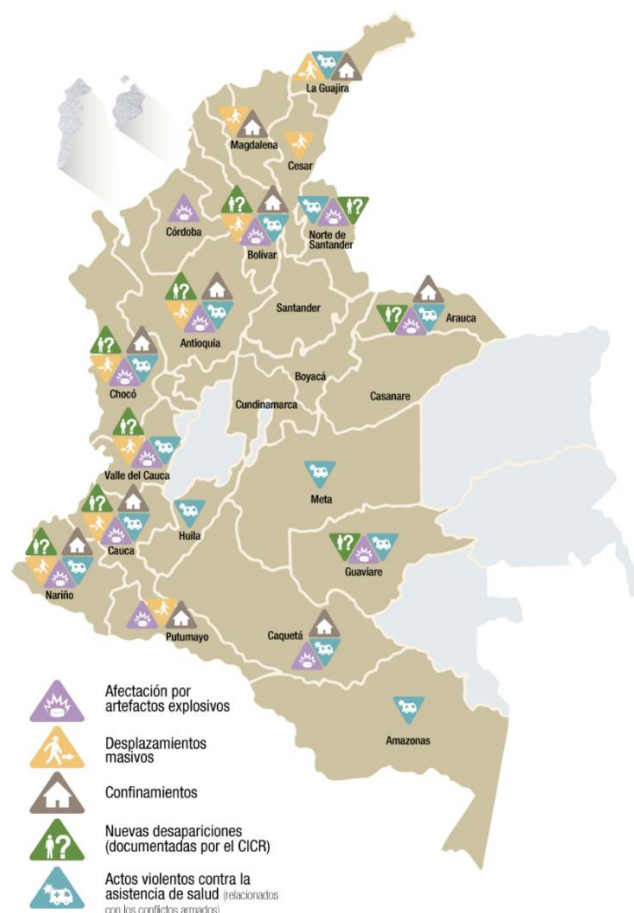 La Guajira
Magdalena
Cesar
Córdoba
Bolívar
Norte de
Santander
Antioquia
Santander
Arauca
Chocó
Boyacá
Cundinamarca
Casanare
Valle del Cauca
Meta
Cauca
Huila
Guaviare
Nariño
Putumayo
Caquetá
Amazonas
Afectación por
artefactos explosivos
Desplazamientos
masivos
Confinamientos
Nuevas desapariciones
(documentadas por el CICR)
Actos violentos contra la
asistencia de salud (relacionados
con los conflictos armados)